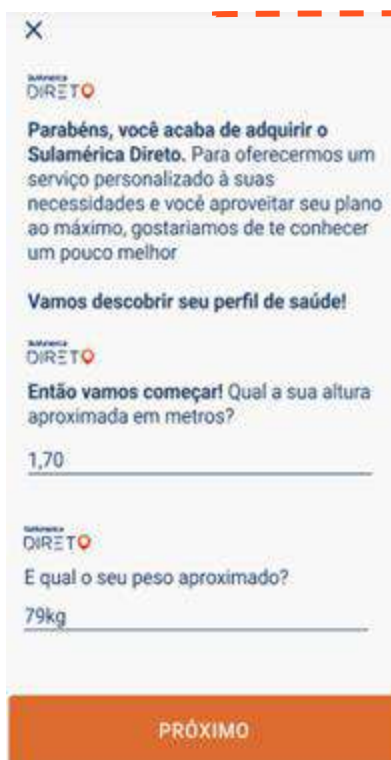 SulAmérica
DIRETO
Parabéns, você acaba de adquirir o
Sulamérica Direto. Para oferecermos um
serviço personalizado à suas
necessidades e você aproveitar seu plano
ao máximo, gostariamos de te conhecer
um pouco melhor
Vamos descobrir seu perfil de saúde!
SulAmérica
DIRETO
Então vamos começar! Qual a sua altura
aproximada em metros?
1,70
SulAmérica
DIRETO
E qual o seu peso aproximado?
79kg
PRÓXIMO